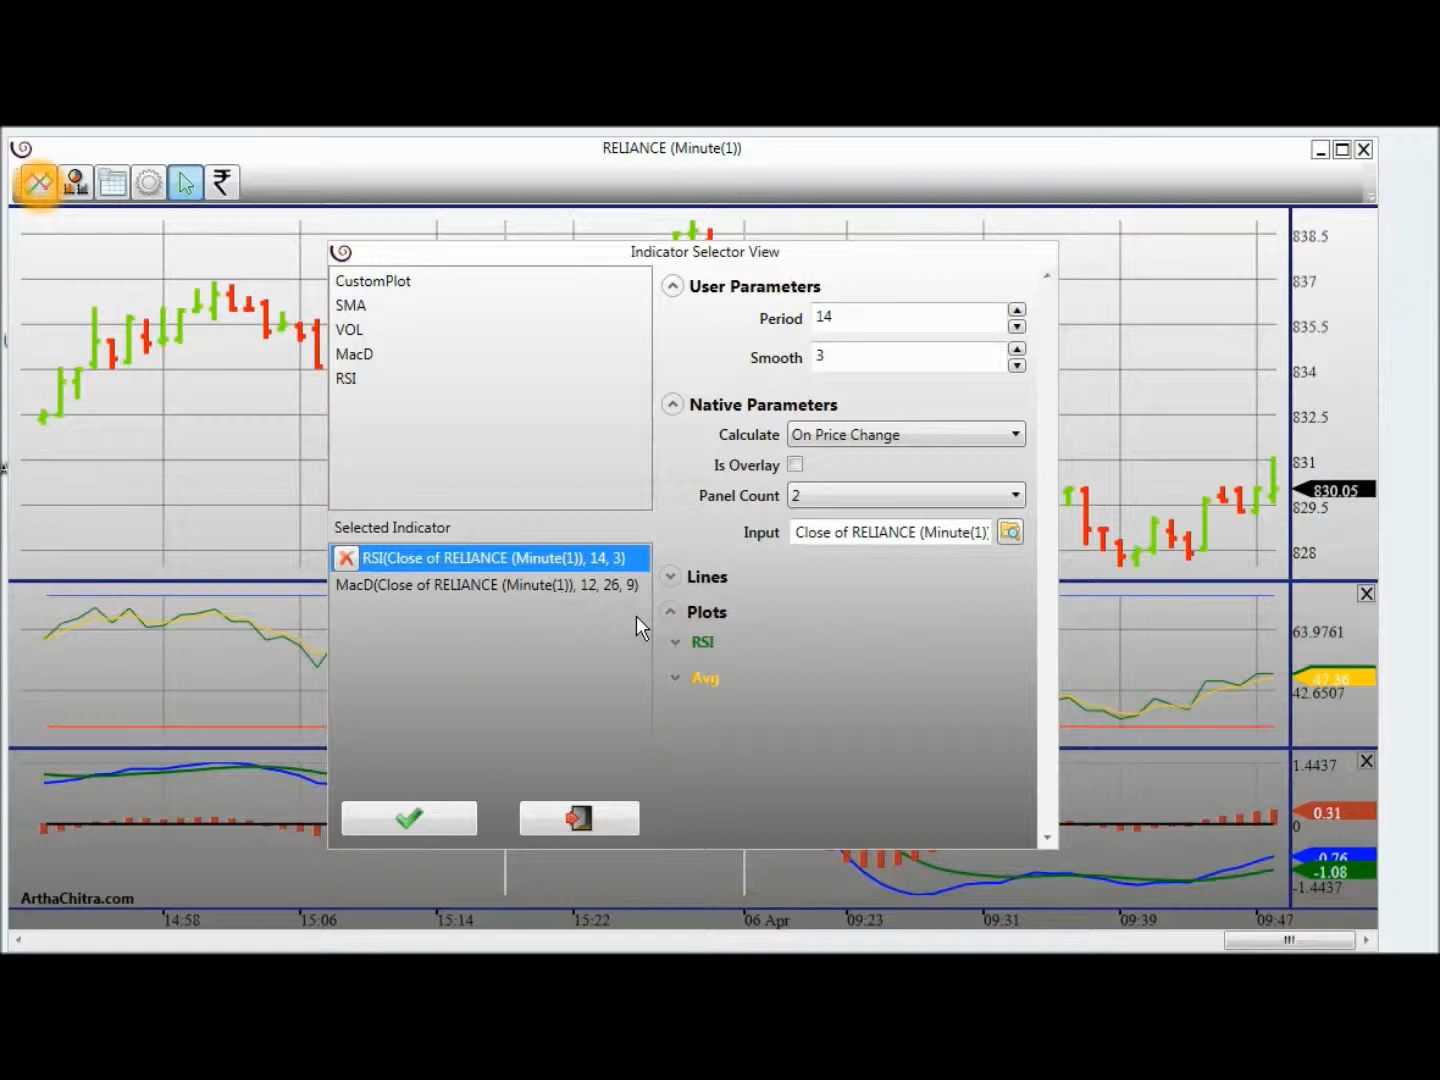 RELIANCE (Minute(1))
Indicator Selector View
CustomPlot
SMA
VOL
MacD
RSI
User Parameters
Period 14
Smooth 3
Native Parameters
Calculate On Price Change
Is Overlay
Panel Count 2
Input Close of RELIANCE (Minute(1))
Lines
Plots
RSI
Avg
Selected Indicator
RSI(Close of RELIANCE (Minute(1)), 14, 3)
MacD(Close of RELIANCE (Minute(1)), 12, 26, 9)
838.5
837
835.5
834
832.5
831
830.05
829.5
828
63.9761
47.36
42.6507
1.4437
0.31
0
-0.76
-1.08
-1.4437
ArthaChitra.com
14:58 15:06 15:14 15:22 06 Apr 09:23 09:31 09:39 09:47